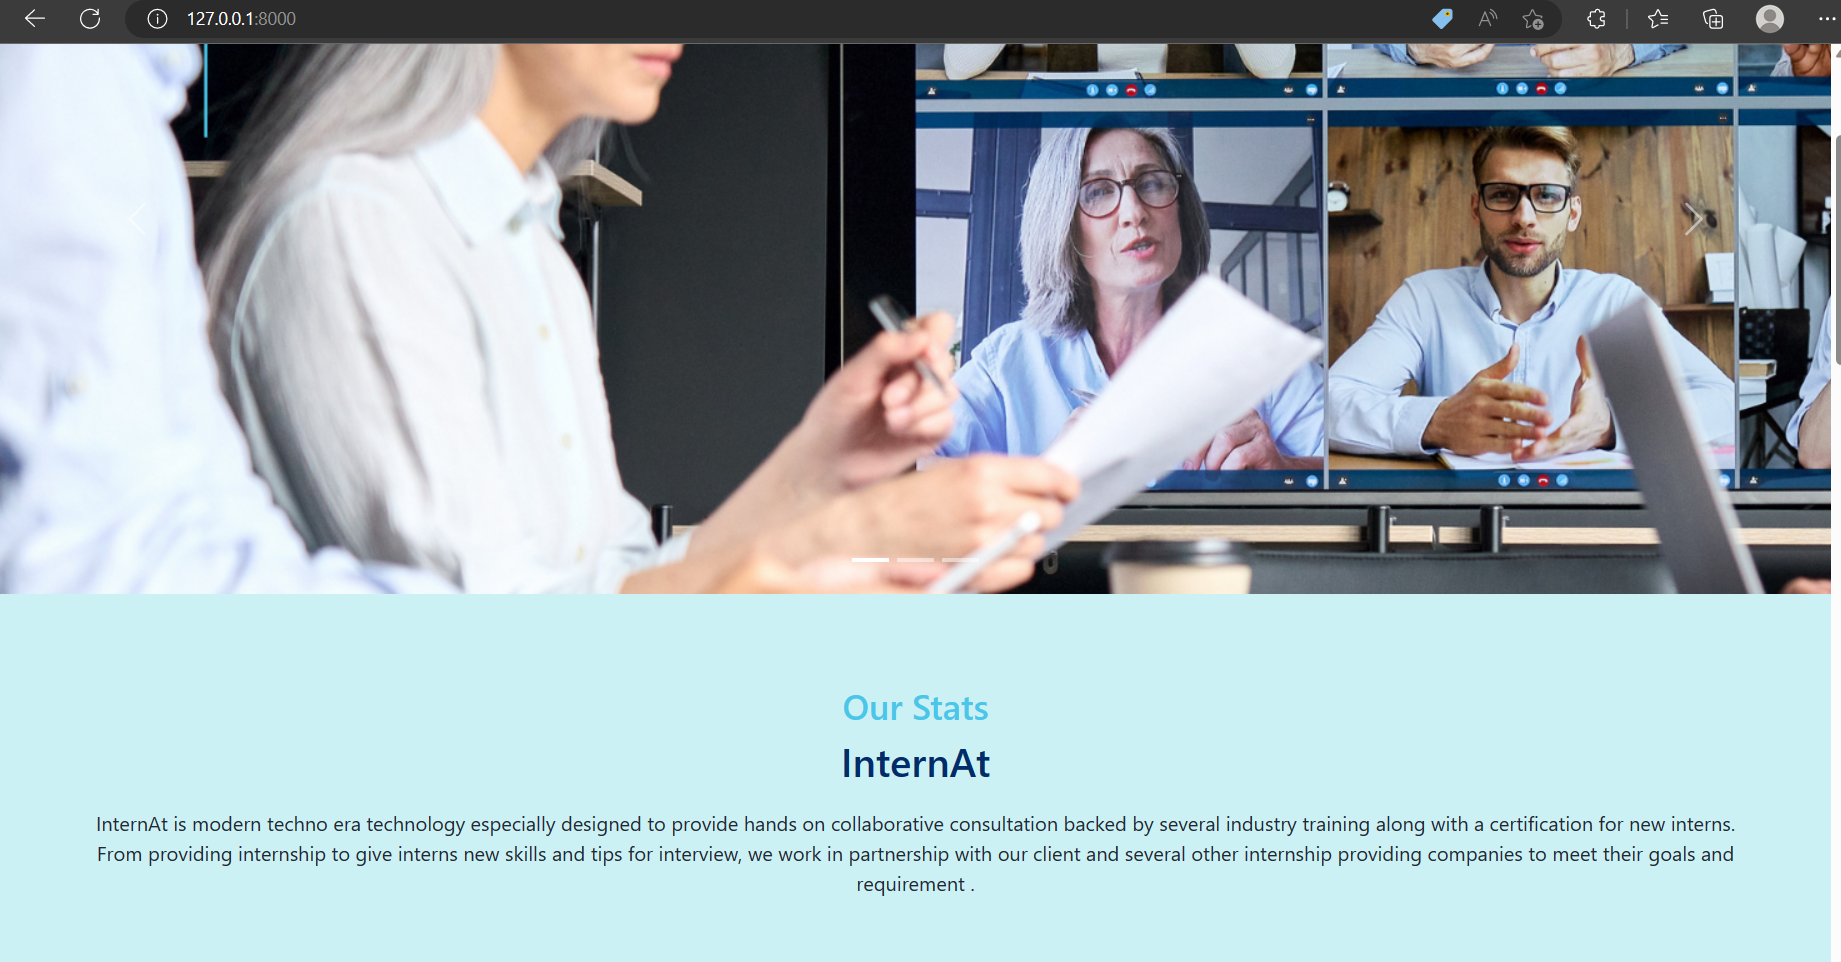 127.0.0.1:8000
Our Stats
InternAt
InternAt is modern techno era technology especially designed to provide hands on collaborative consultation backed by several industry training along with a certification for new interns.
From providing internship to give interns new skills and tips for interview, we work in partnership with our client and several other internship providing companies to meet their goals and
requirement .